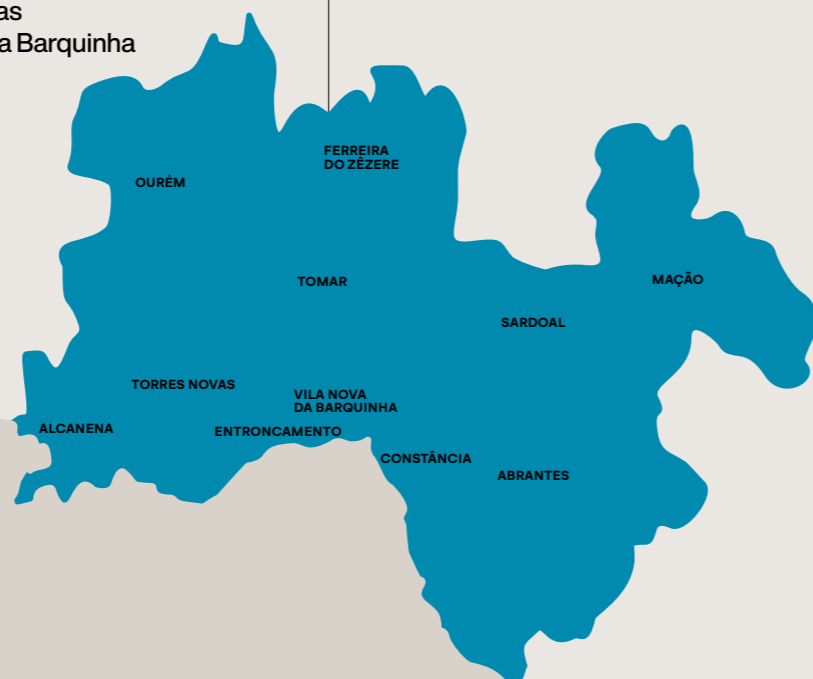 as
a Barquinha
FERREIRA
DO ZÊZERE
OURÉM
TOMAR
MAÇÃO
SARDOAL
TORRES NOVAS
VILA NOVA
DA BARQUINHA
ALCANENA
ENTRONCAMENTO
CONSTÂNCIA
ABRANTES